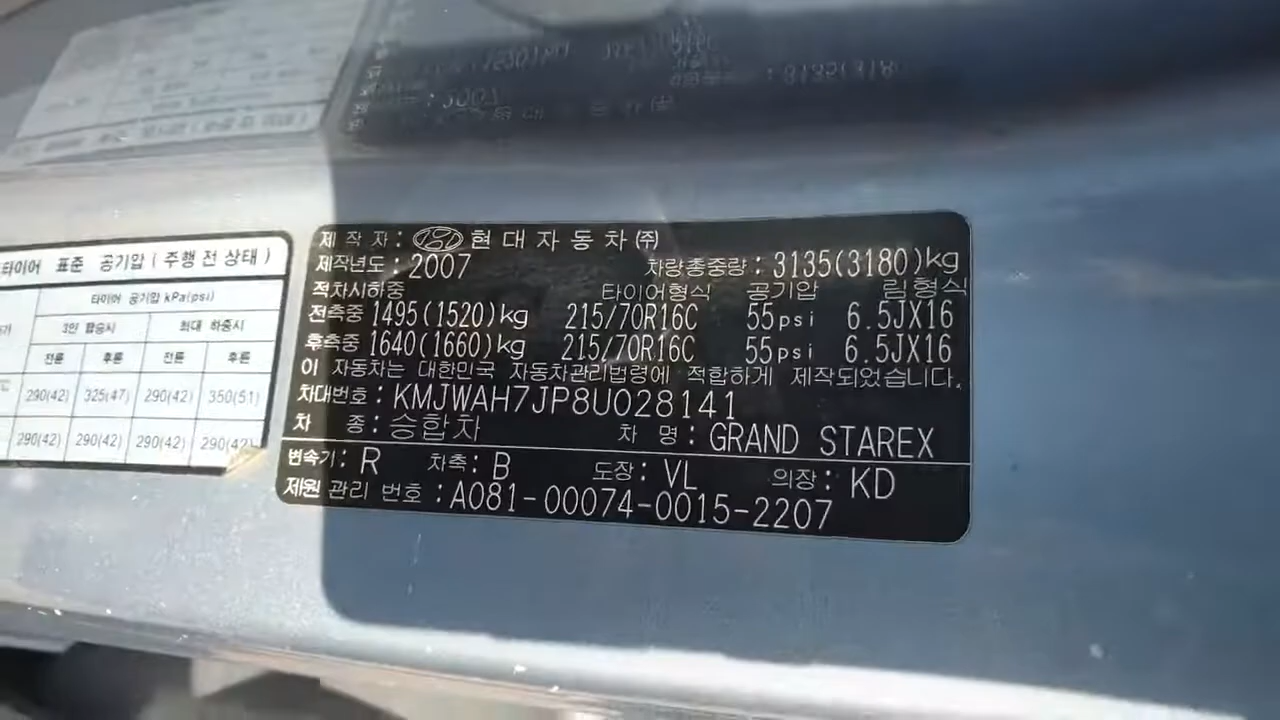 타이어 표준 공기압 ( 주행 전 상태 )
타이어 공기압 kPa(psi)
3인 탑승시 최대 하중시
전륜 후륜 전륜 후륜
290(42) 325(47) 290(42) 350(51)
290(42) 290(42) 290(42) 290(42)
제 작 자 : 현대자동차㈜
제작년도 : 2007 차량총중량 : 3135(3180)kg
적차시하중 타이어형식 공기압 림형식
전축중 1495(1520)kg 215/70R16C 55psi 6.5JX16
후축중 1640(1660)kg 215/70R16C 55psi 6.5JX16
이 자동차는 대한민국 자동차관리법령에 적합하게 제작되었습니다.
차대번호 : KMJWAH7JP8U028141
차 종 : 승합차 차 명 : GRAND STAREX
변속기 : R 차축 : B 도장 : VL 의장 : KD
제원 관리 번호 : A081-00074-0015-2207